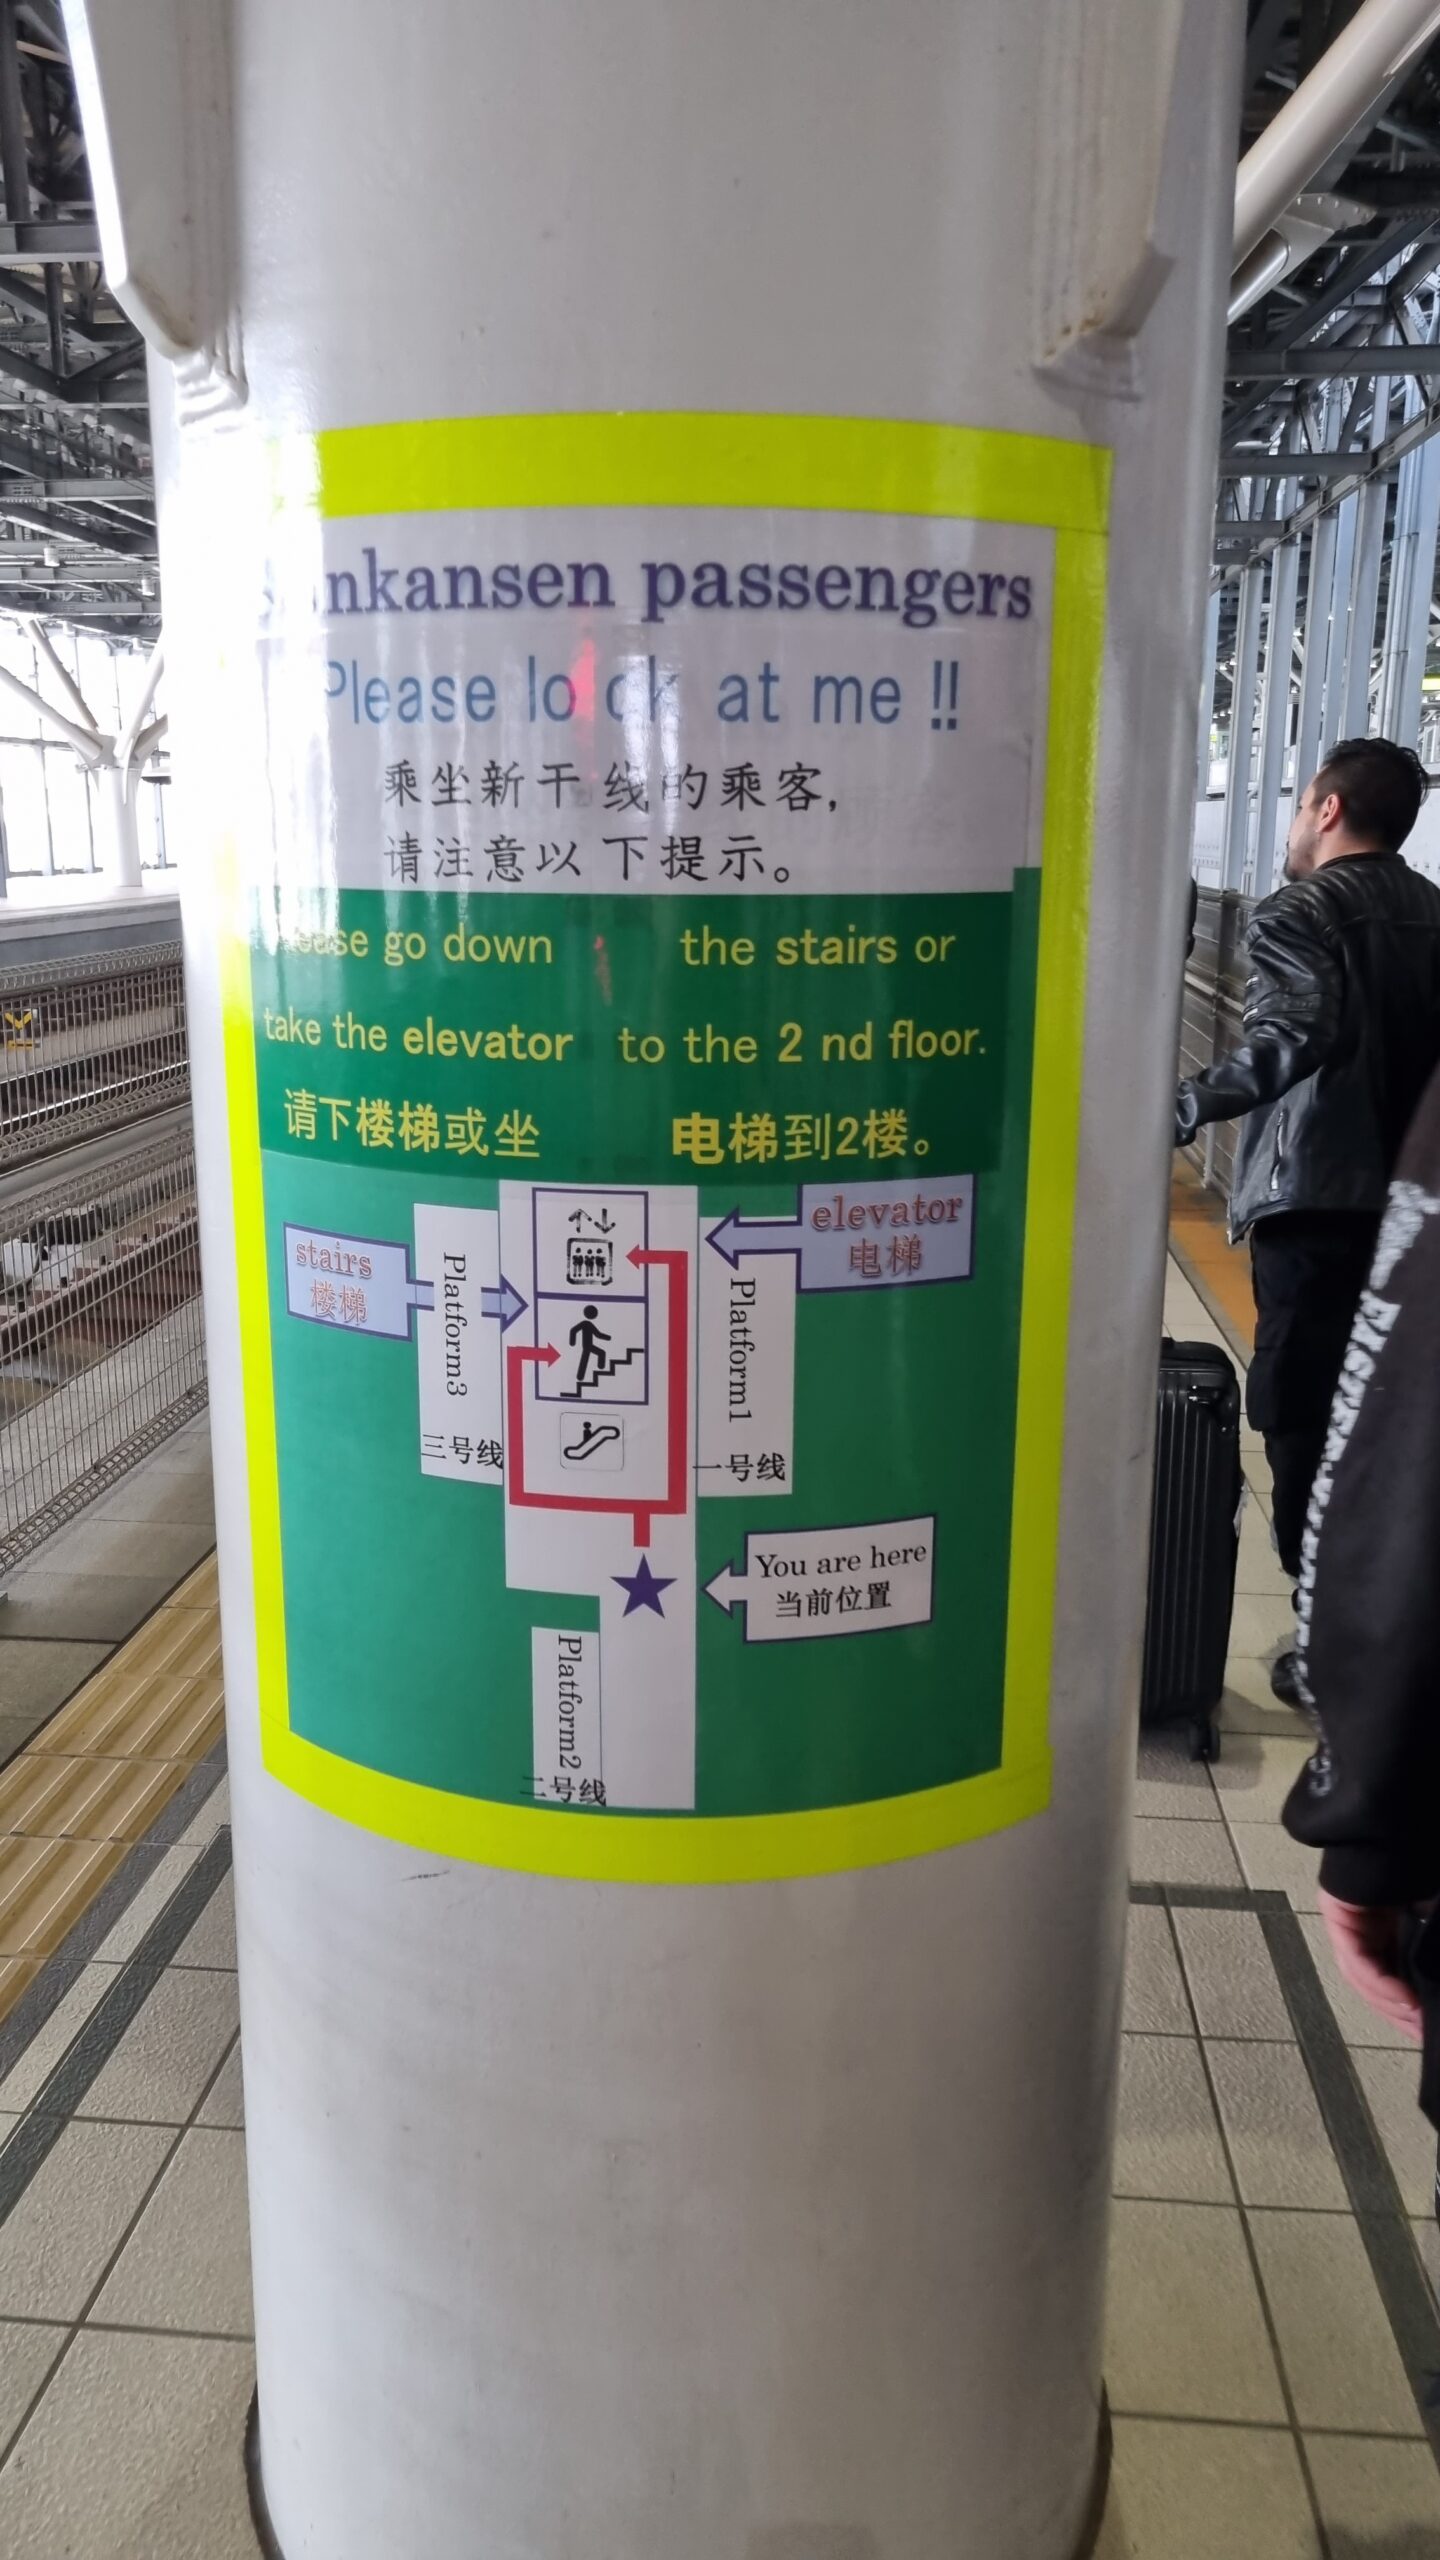 passengers
Please look at me !!
乘坐新干线的乘客,
请注意以下提示。
go down the stairs or
take the elevator to the 2 nd floor.
请下楼梯或坐 电梯到2楼。
elevator
电梯
stairs
楼梯
Platform3
三号线
Platform1
一号线
You are here
当前位置
Platform2
二号线